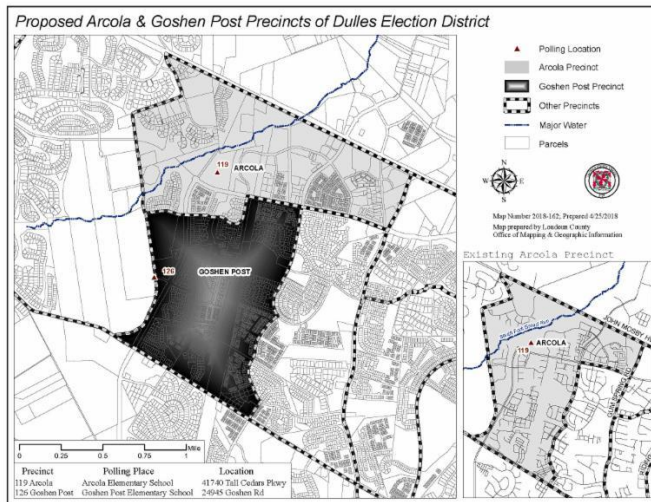 Proposed Arcola & Goshen Post Precincts of Dulles Election District
Polling Location
Arcola Precinct
Goshen Post Precinct
Other Precincts
Major Water
Parcels
N
W E
S
Map Number 2018-162; Prepared 4/25/2018
Map prepared by Loudoun County
Office of Mapping & Geographic Information
119
ARCOLA
126
GOSHEN POST
Existing Arcola Precinct
JOHN MOSBY
ARCOLA
119
0 0.25 0.5 1
Mile
Precinct Polling Place Location
119 Arcola Arcola Elementary School 41740 Tall Cedars Pkwy
126 Goshen Post Goshen Post Elementary School 24945 Goshen Rd